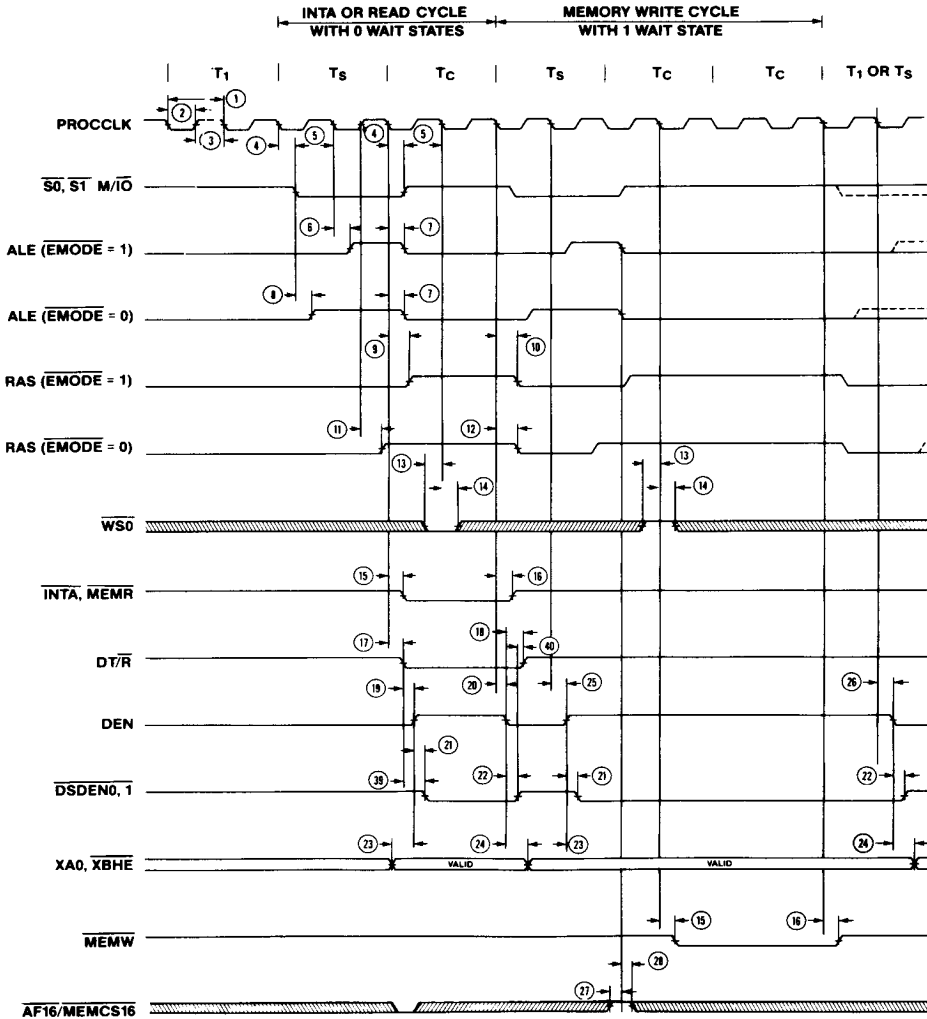 INTA OR READ CYCLE
WITH 0 WAIT STATES
MEMORY WRITE CYCLE
WITH 1 WAIT STATE
T1 TS TC TS TC TC T1 OR TS
1
2
PROCCLK
3 4 5 4 5
S0, S1 M/IO
6 7
ALE (EMODE = 1)
8 7
ALE (EMODE = 0)
9 10
RAS (EMODE = 1)
11 12
RAS (EMODE = 0)
13 13
14 14
WS0
15 16
INTA, MEMR
18
17 40
DT/R
19 20 25 26
DEN
21
39 22 21 22
DSDEN0, 1
23 24 23 24
XA0, XBHE VALID VALID
15 16
MEMW
28
27
AF16/MEMCS16